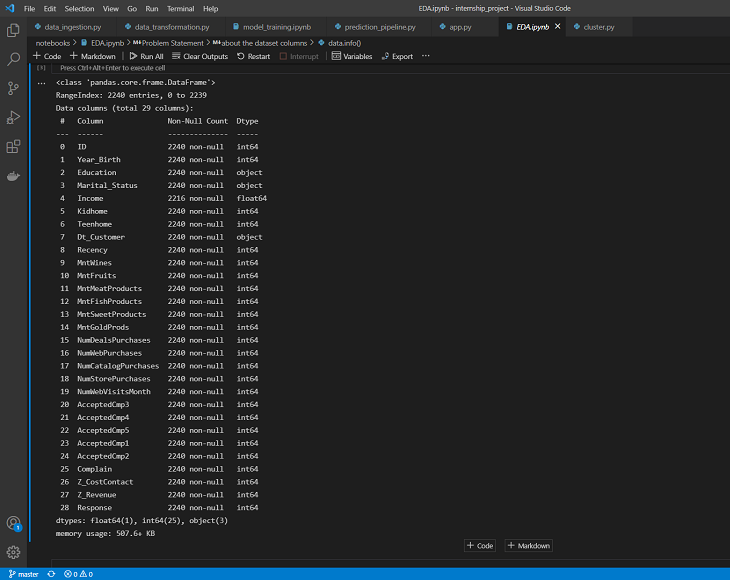 File Edit Selection View Go Run Terminal Help EDA.ipynb - internship_project - Visual Studio Code
data_ingestion.py data_transformation.py model_training.ipynb prediction_pipeline.py app.py EDA.ipynb cluster.py
notebooks > EDA.ipynb > M+Problem Statement > M+about the dataset columns > data.info()
+ Code + Markdown Run All Clear Outputs Restart Interrupt Variables Export ...
[3] Press Ctrl+Alt+Enter to execute cell
... <class 'pandas.core.frame.DataFrame'>
RangeIndex: 2240 entries, 0 to 2239
Data columns (total 29 columns):
# Column Non-Null Count Dtype
--- ------ -------------- -----
0 ID 2240 non-null int64
1 Year_Birth 2240 non-null int64
2 Education 2240 non-null object
3 Marital_Status 2240 non-null object
4 Income 2216 non-null float64
5 Kidhome 2240 non-null int64
6 Teenhome 2240 non-null int64
7 Dt_Customer 2240 non-null object
8 Recency 2240 non-null int64
9 MntWines 2240 non-null int64
10 MntFruits 2240 non-null int64
11 MntMeatProducts 2240 non-null int64
12 MntFishProducts 2240 non-null int64
13 MntSweetProducts 2240 non-null int64
14 MntGoldProds 2240 non-null int64
15 NumDealsPurchases 2240 non-null int64
16 NumWebPurchases 2240 non-null int64
17 NumCatalogPurchases 2240 non-null int64
18 NumStorePurchases 2240 non-null int64
19 NumWebVisitsMonth 2240 non-null int64
20 AcceptedCmp3 2240 non-null int64
21 AcceptedCmp4 2240 non-null int64
22 AcceptedCmp5 2240 non-null int64
23 AcceptedCmp1 2240 non-null int64
24 AcceptedCmp2 2240 non-null int64
25 Complain 2240 non-null int64
26 Z_CostContact 2240 non-null int64
27 Z_Revenue 2240 non-null int64
28 Response 2240 non-null int64
dtypes: float64(1), int64(25), object(3)
memory usage: 507.6+ KB
+ Code + Markdown
1
master 0 0